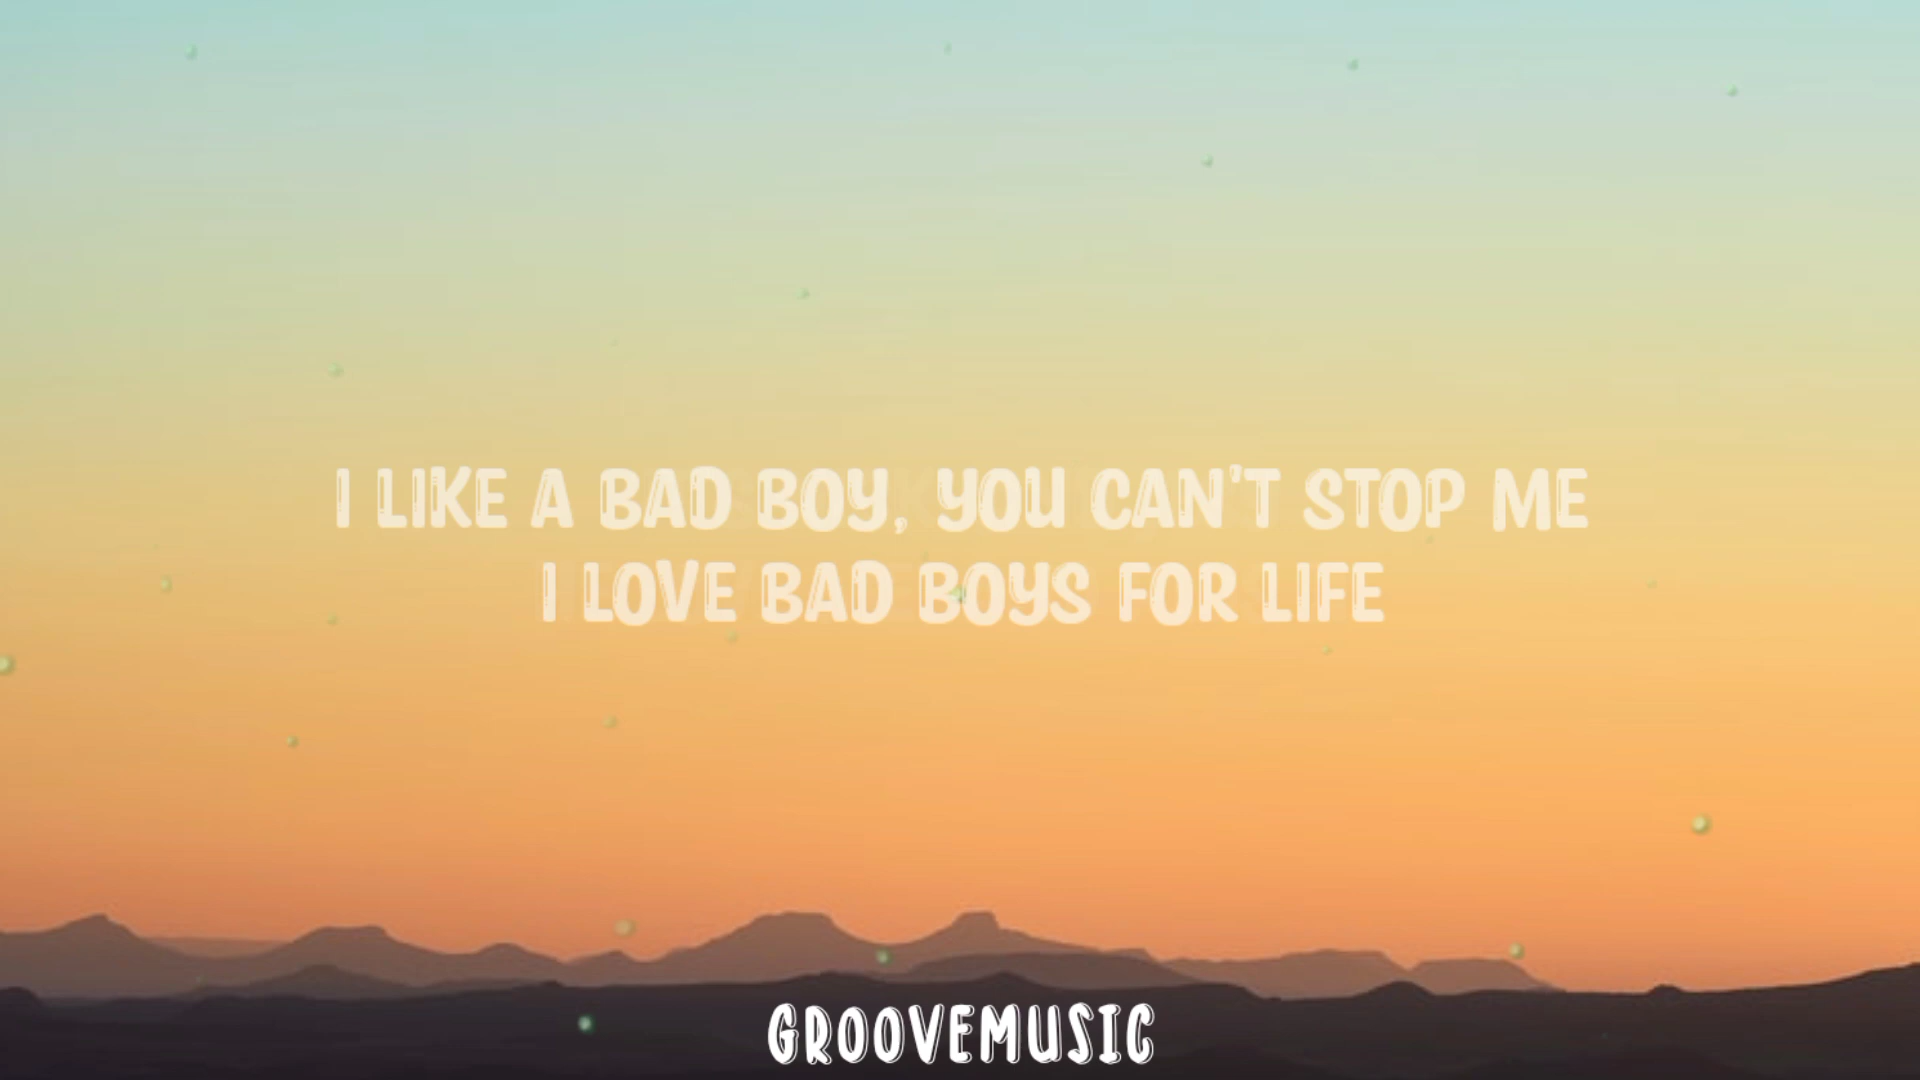 I LIKE A BAD BOY, YOU CAN'T STOP ME
I LOVE BAD BOYS FOR LIFE
GROOVEMUSIC